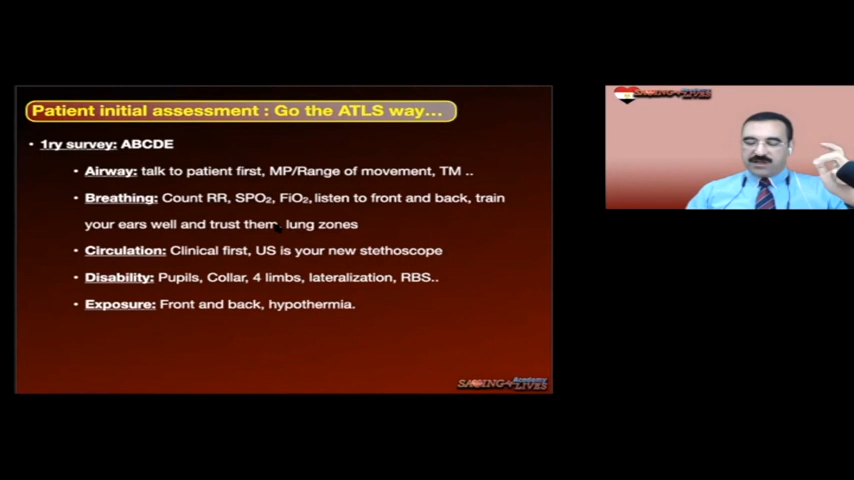 Patient initial assessment : Go the ATLS way...
• 1ry survey: ABCDE
• Airway: talk to patient first, MP/Range of movement, TM ..
• Breathing: Count RR, SPO₂, FiO₂, listen to front and back, train
your ears well and trust them, lung zones
• Circulation: Clinical first, US is your new stethoscope
• Disability: Pupils, Collar, 4 limbs, lateralization, RBS..
• Exposure: Front and back, hypothermia.
SAVING LIVES Academy